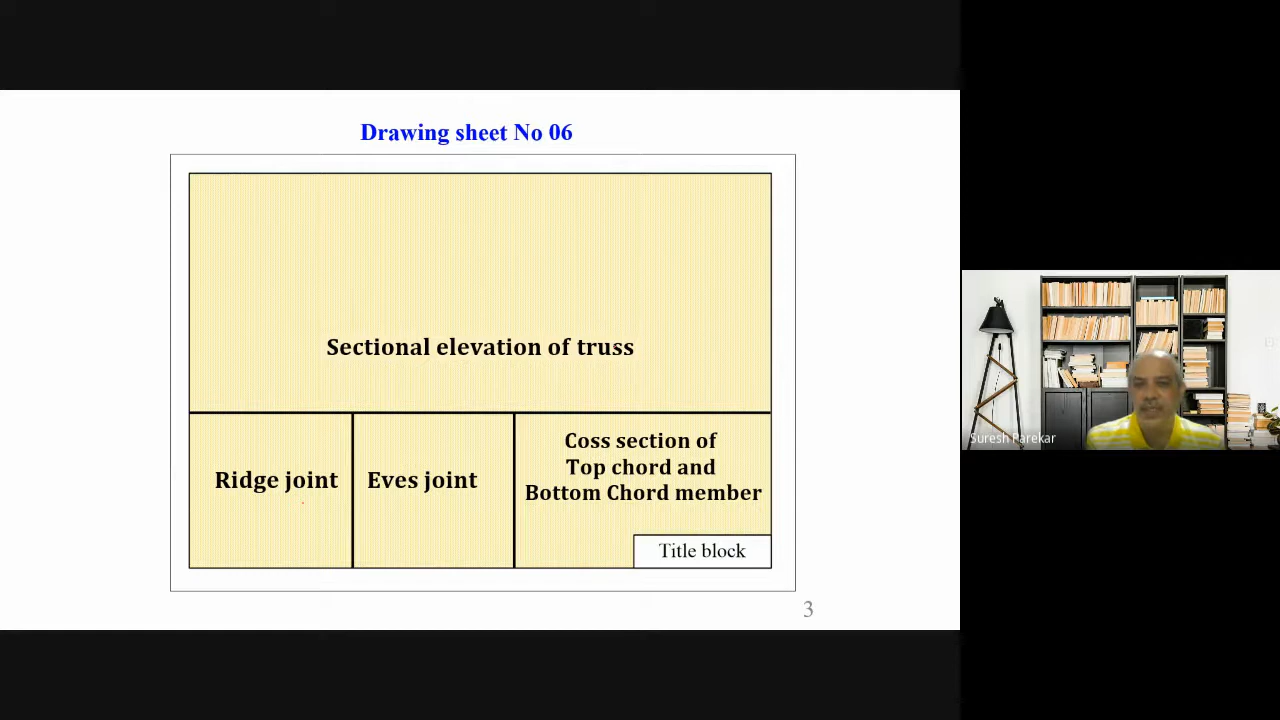 Drawing sheet No 06
Sectional elevation of truss
Ridge joint
Eves joint
Coss section of
Top chord and
Bottom Chord member
Title block
3
Suresh Parekar